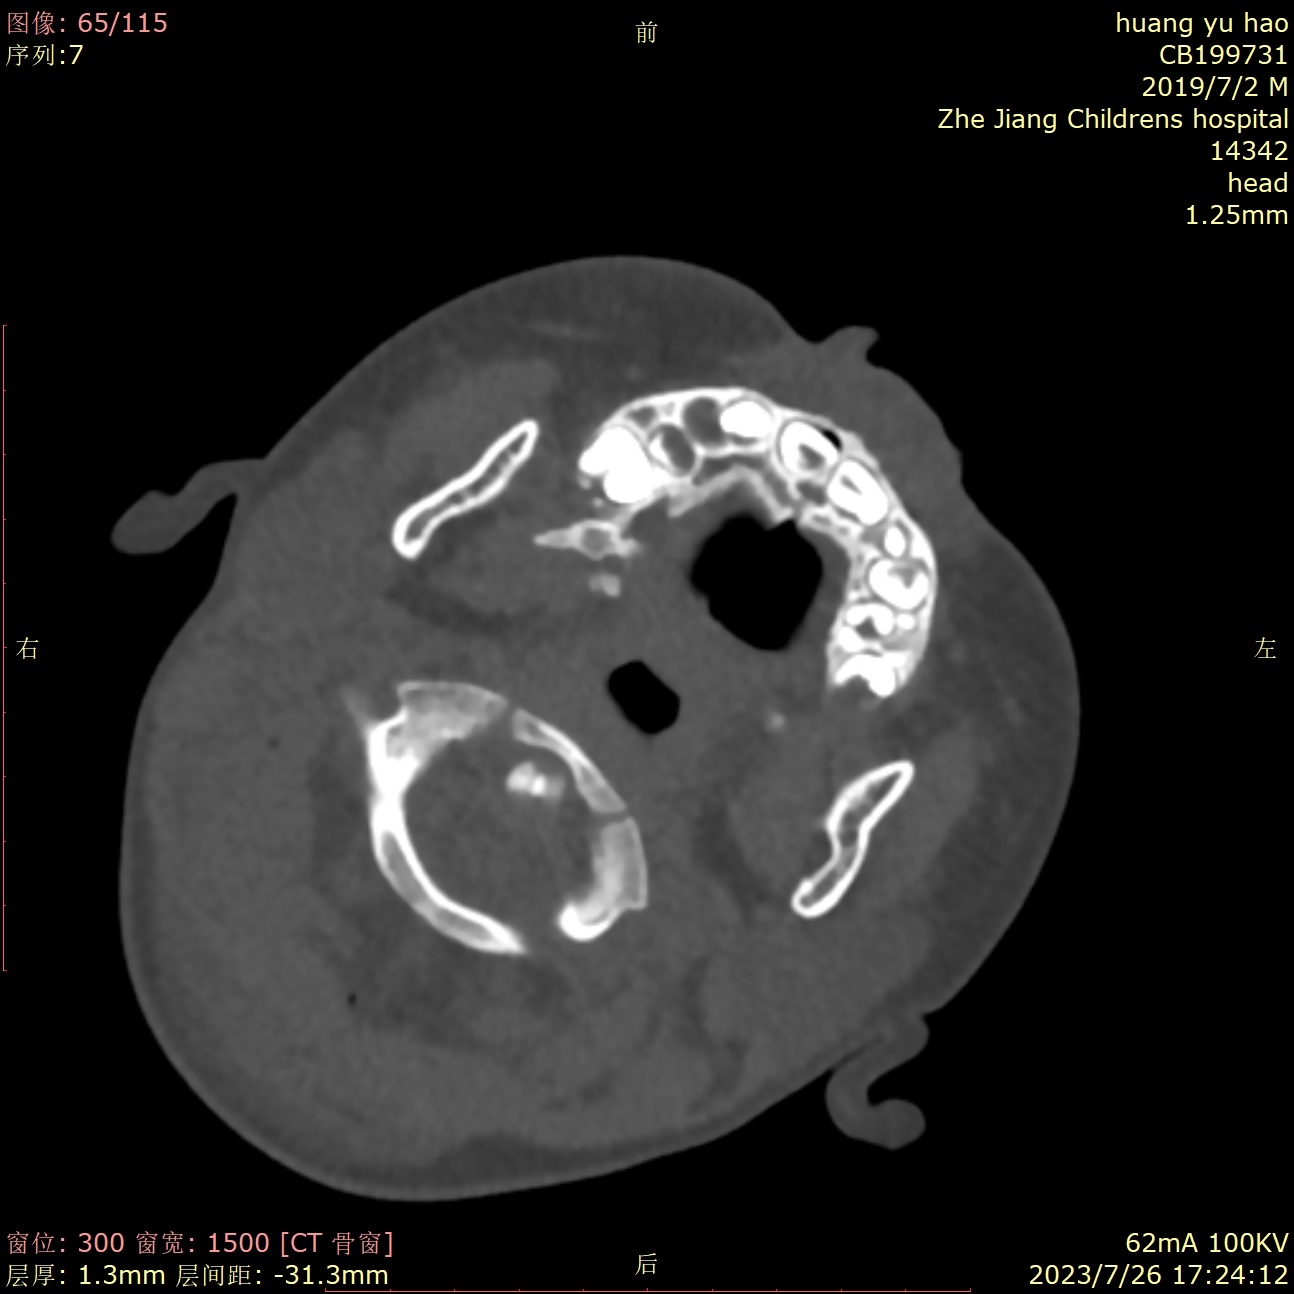 图像: 65/115
序列:7
前
huang yu hao
CB199731
2019/7/2 M
Zhe Jiang Childrens hospital
14342
head
1.25mm
右
左
窗位: 300 窗宽: 1500 [CT 骨窗]
层厚: 1.3mm 层间距: -31.3mm
后
62mA 100KV
2023/7/26 17:24:12